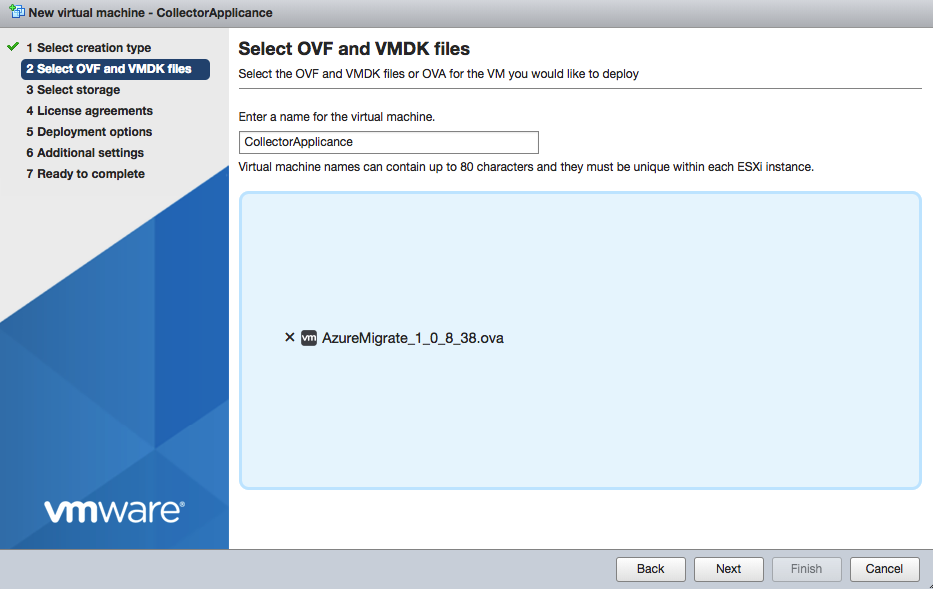 New virtual machine - CollectorApplicance
1 Select creation type
2 Select OVF and VMDK files
3 Select storage
4 License agreements
5 Deployment options
6 Additional settings
7 Ready to complete
vmware®
Select OVF and VMDK files
Select the OVF and VMDK files or OVA for the VM you would like to deploy
Enter a name for the virtual machine.
CollectorApplicance
Virtual machine names can contain up to 80 characters and they must be unique within each ESXi instance.
× vm AzureMigrate_1_0_8_38.ova
Back Next Finish Cancel